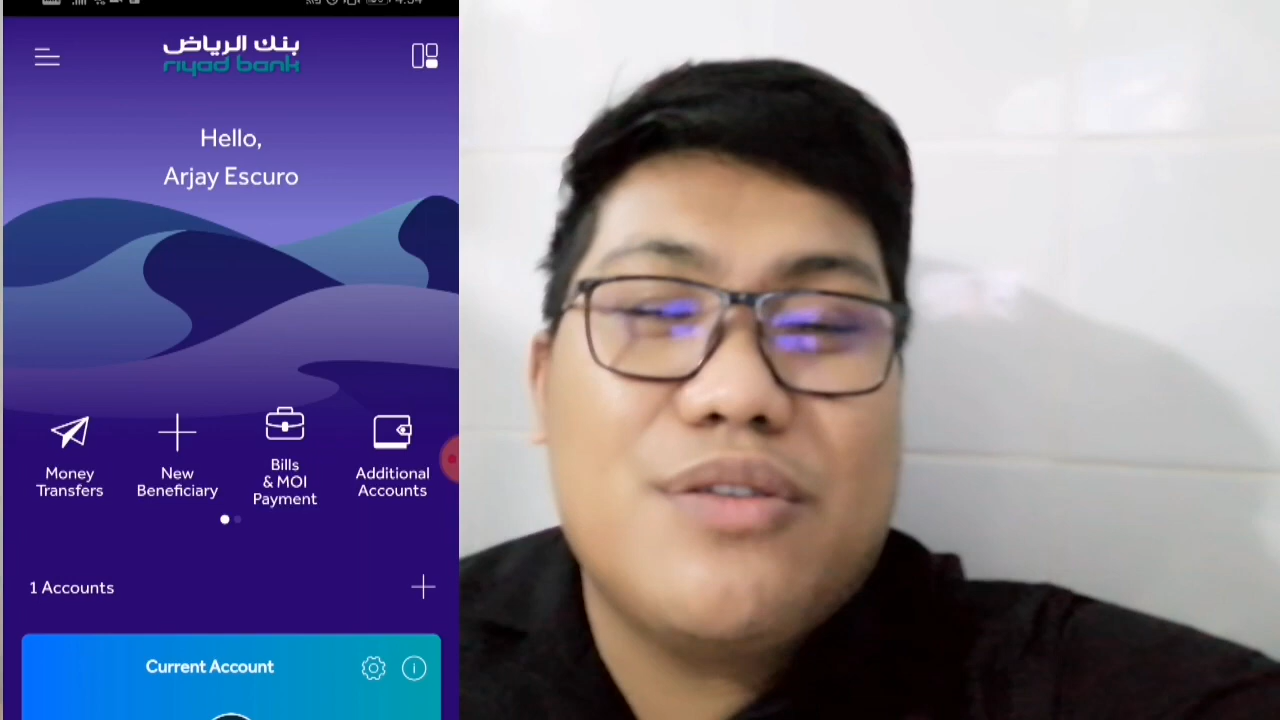 بنك الرياض
riyad bank
Hello,
Arjay Escuro
Money
Transfers
New
Beneficiary
Bills
& MOI
Payment
Additional
Accounts
1 Accounts
Current Account